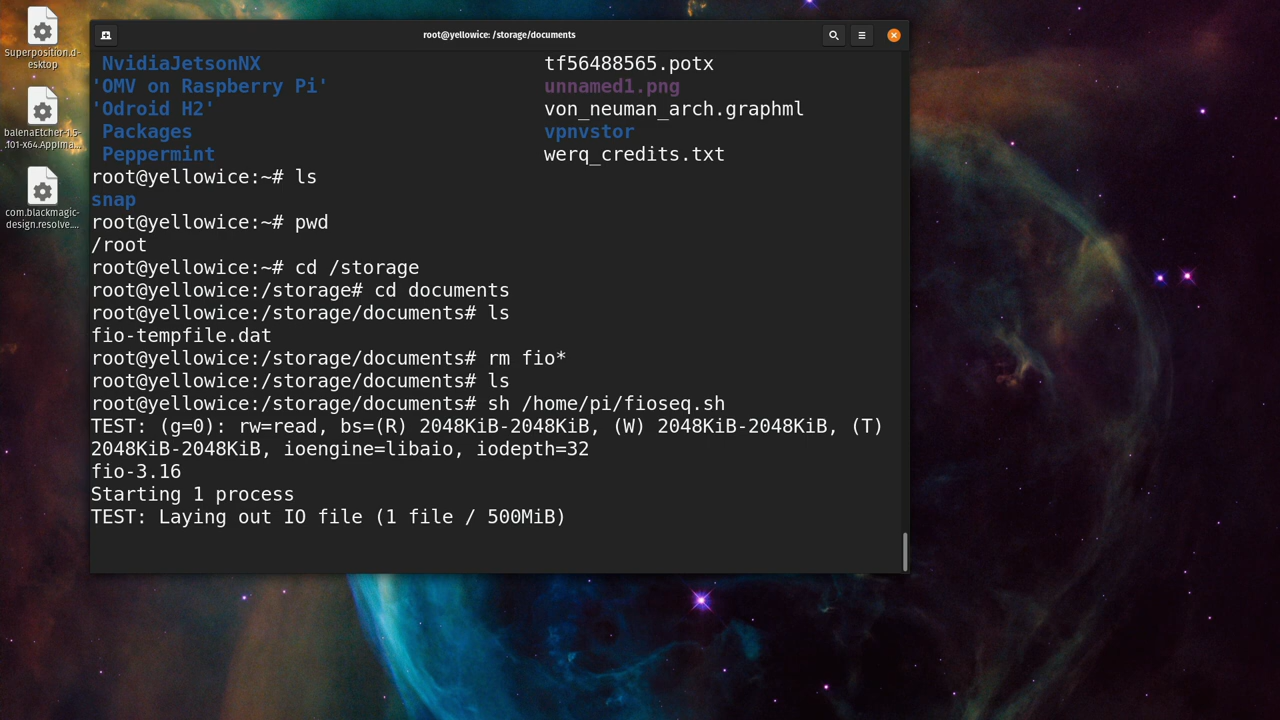 Superposition.d-
esktop
balenaEtcher-1.5-
.101-x64.AppIma...
com.blackmagic-
design.resolve....
root@yellowice: /storage/documents
NvidiaJetsonNX tf56488565.potx
'OMV on Raspberry Pi' unnamed1.png
'Odroid H2' von_neuman_arch.graphml
Packages vpnvstor
Peppermint werq_credits.txt
root@yellowice:~# ls
snap
root@yellowice:~# pwd
/root
root@yellowice:~# cd /storage
root@yellowice:/storage# cd documents
root@yellowice:/storage/documents# ls
fio-tempfile.dat
root@yellowice:/storage/documents# rm fio*
root@yellowice:/storage/documents# ls
root@yellowice:/storage/documents# sh /home/pi/fioseq.sh
TEST: (g=0): rw=read, bs=(R) 2048KiB-2048KiB, (W) 2048KiB-2048KiB, (T)
2048KiB-2048KiB, ioengine=libaio, iodepth=32
fio-3.16
Starting 1 process
TEST: Laying out IO file (1 file / 500MiB)